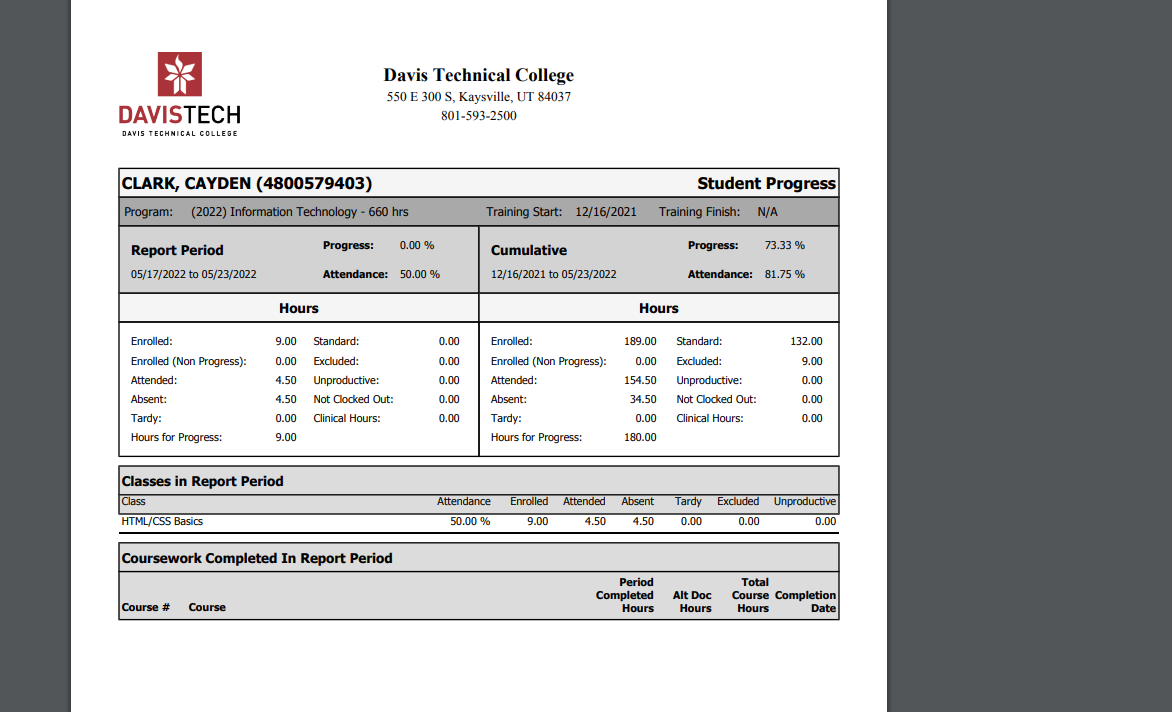 DAVISTECH
DAVIS TECHNICAL COLLEGE
Davis Technical College
550 E 300 S, Kaysville, UT 84037
801-593-2500
CLARK, CAYDEN (4800579403) Student Progress
Program: (2022) Information Technology - 660 hrs Training Start: 12/16/2021 Training Finish: N/A
Report Period Progress: 0.00 % Cumulative Progress: 73.33 %
05/17/2022 to 05/23/2022 Attendance: 50.00 % 12/16/2021 to 05/23/2022 Attendance: 81.75 %
Hours Hours
Enrolled: 9.00 Standard: 0.00 Enrolled: 189.00 Standard: 132.00
Enrolled (Non Progress): 0.00 Excluded: 0.00 Enrolled (Non Progress): 0.00 Excluded: 9.00
Attended: 4.50 Unproductive: 0.00 Attended: 154.50 Unproductive: 0.00
Absent: 4.50 Not Clocked Out: 0.00 Absent: 34.50 Not Clocked Out: 0.00
Tardy: 0.00 Clinical Hours: 0.00 Tardy: 0.00 Clinical Hours: 0.00
Hours for Progress: 9.00 Hours for Progress: 180.00
Classes in Report Period
Class Attendance Enrolled Attended Absent Tardy Excluded Unproductive
HTML/CSS Basics 50.00 % 9.00 4.50 4.50 0.00 0.00 0.00
Coursework Completed In Report Period
Period Total
Completed Alt Doc Course Completion
Course # Course Hours Hours Hours Date